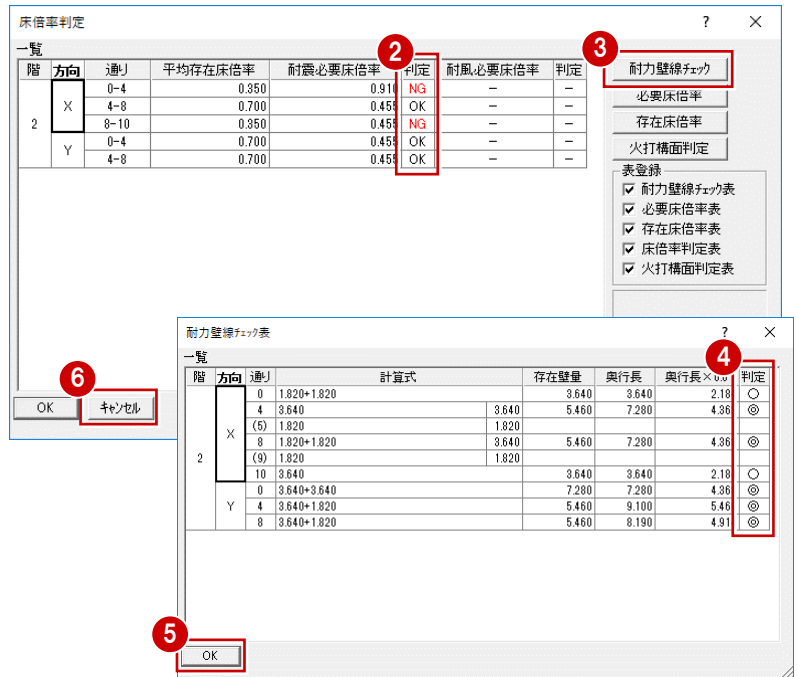 床倍率判定 ? ×
一覧
階 方向 通り 平均存在床倍率 耐震必要床倍率 判定 耐風必要床倍率 判定
2 X 0-4 0.350 0.910 NG － －
4-8 0.700 0.455 OK － －
8-10 0.350 0.455 NG － －
Y 0-4 0.700 0.455 OK － －
4-8 0.700 0.455 OK － －
2
3
耐力壁線ﾁｪｯｸ
必要床倍率
存在床倍率
火打構面判定
表登録
耐力壁線ﾁｪｯｸ表
必要床倍率表
存在床倍率表
床倍率判定表
火打構面判定表
6
OK ｷｬﾝｾﾙ
耐力壁線ﾁｪｯｸ表 ? ×
一覧
4
階 方向 通り 計算式 存在壁量 奥行長 奥行長× 判定
2 X 0 1.820+1.820 3.640 3.640 2.18 ○
4 3.640 3.640 5.460 7.280 4.36 ◎
(5) 1.820 1.820
8 1.820+1.820 3.640 5.460 7.280 4.36 ◎
(9) 1.820 1.820
10 3.640 3.640 3.640 2.18 ○
Y 0 3.640+3.640 7.280 7.280 4.36 ◎
4 3.640+1.820 5.460 9.100 5.46 ◎
8 3.640+1.820 5.460 8.190 4.91 ◎
5
OK